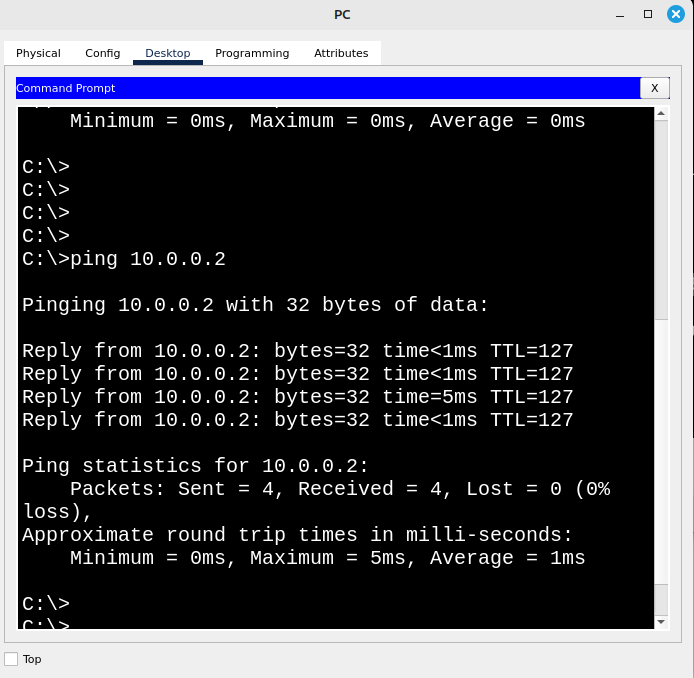 PC
Physical Config Desktop Programming Attributes
Command Prompt X
Minimum = 0ms, Maximum = 0ms, Average = 0ms
C:\>
C:\>
C:\>
C:\>
C:\>ping 10.0.0.2
Pinging 10.0.0.2 with 32 bytes of data:
Reply from 10.0.0.2: bytes=32 time<1ms TTL=127
Reply from 10.0.0.2: bytes=32 time<1ms TTL=127
Reply from 10.0.0.2: bytes=32 time=5ms TTL=127
Reply from 10.0.0.2: bytes=32 time<1ms TTL=127
Ping statistics for 10.0.0.2:
Packets: Sent = 4, Received = 4, Lost = 0 (0%
loss),
Approximate round trip times in milli-seconds:
Minimum = 0ms, Maximum = 5ms, Average = 1ms
C:\>
C:\>
Top